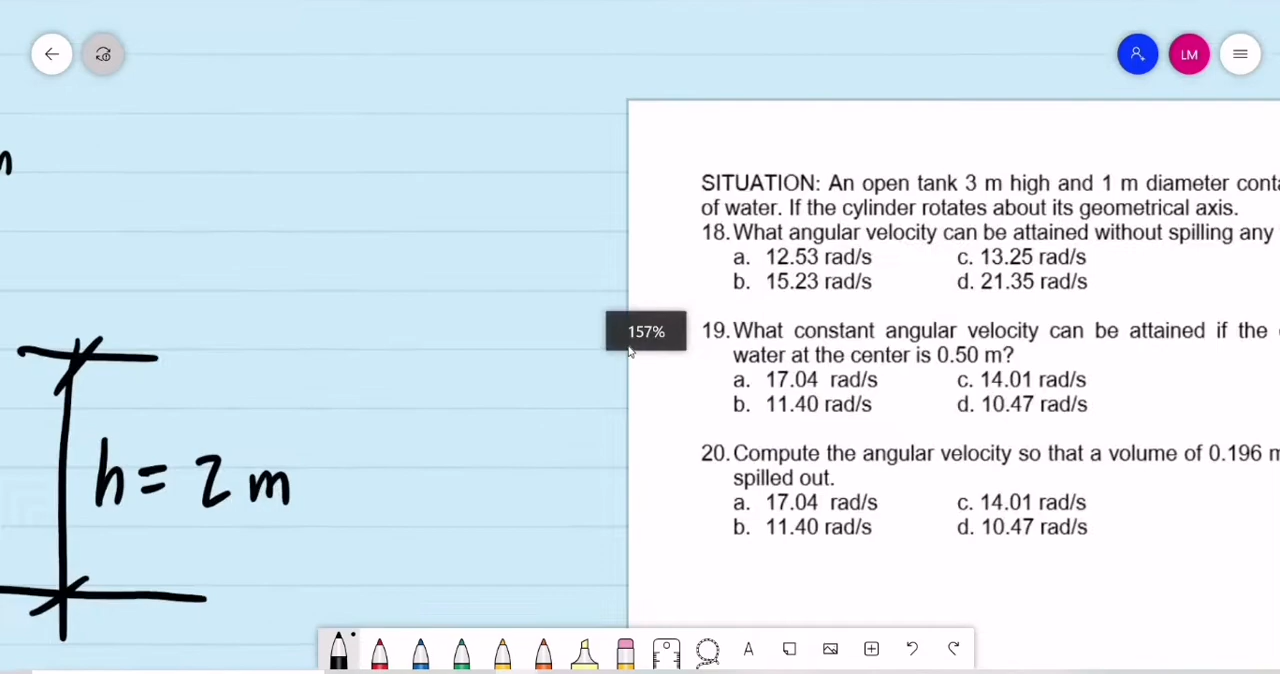 LM
SITUATION: An open tank 3 m high and 1 m diameter
of water. If the cylinder rotates about its geometrical axis.
18. What angular velocity can be attained without spilling any
a. 12.53 rad/s c. 13.25 rad/s
b. 15.23 rad/s d. 21.35 rad/s
157%
19. What constant angular velocity can be attained if the
water at the center is 0.50 m?
a. 17.04 rad/s c. 14.01 rad/s
b. 11.40 rad/s d. 10.47 rad/s
h = 2 m
20. Compute the angular velocity so that a volume of 0.196
spilled out.
a. 17.04 rad/s c. 14.01 rad/s
b. 11.40 rad/s d. 10.47 rad/s
A